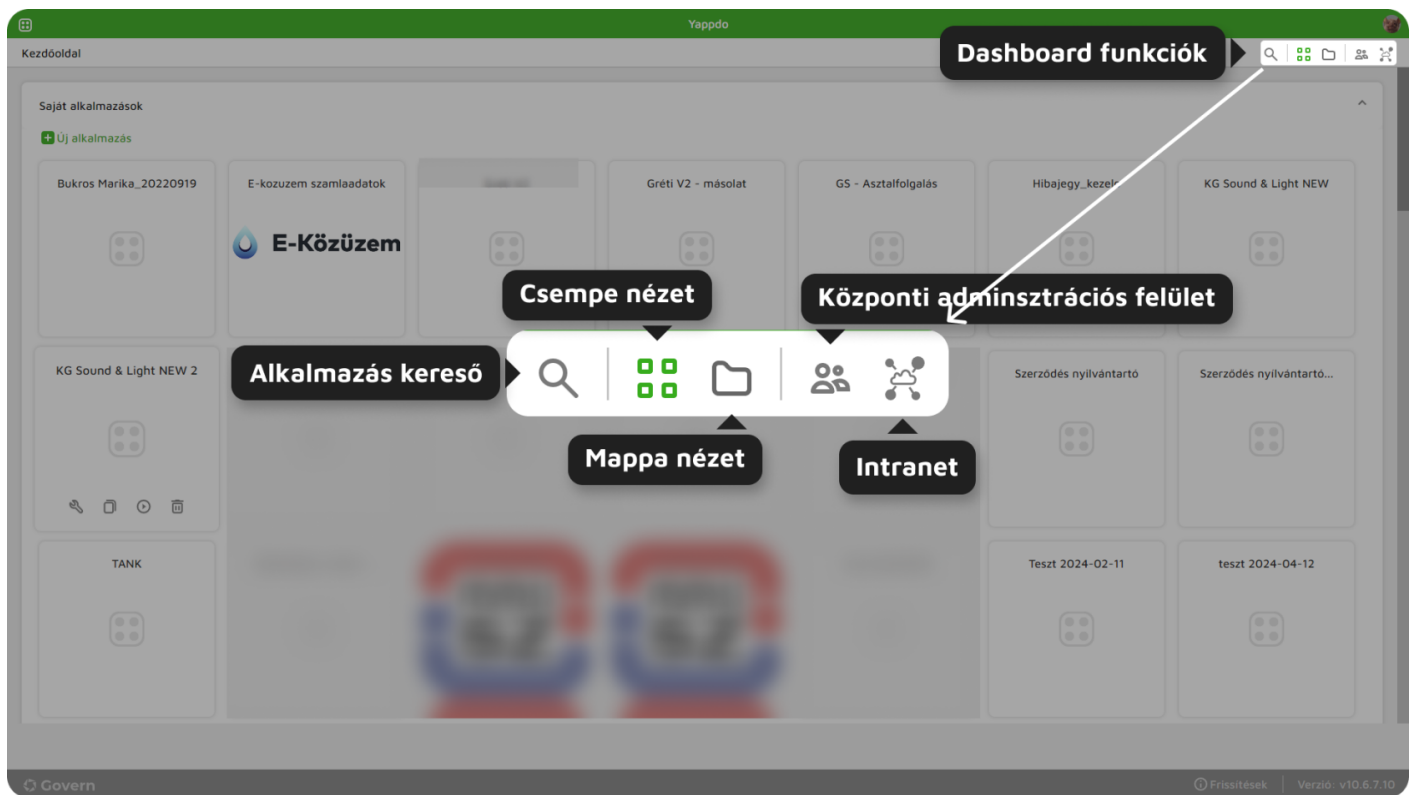 Yappdo
Kezdőoldal
Dashboard funkciók
Saját alkalmazások
Új alkalmazás
Bukros Marika_20220919
E-kozuzem szamlaadatok
Gréti V2 - másolat
GS - Asztalfolgalás
Hibajegy_kezelo
KG Sound & Light NEW
E-Közüzem
Csempe nézet
Központi adminsztrációs felület
KG Sound & Light NEW 2
Alkalmazás kereső
Szerződés nyilvántartó
Szerződés nyilvántartó...
Mappa nézet
Intranet
TANK
Teszt 2024-02-11
teszt 2024-04-12
Govern
Frissítések
Verzió: v10.6.7.10